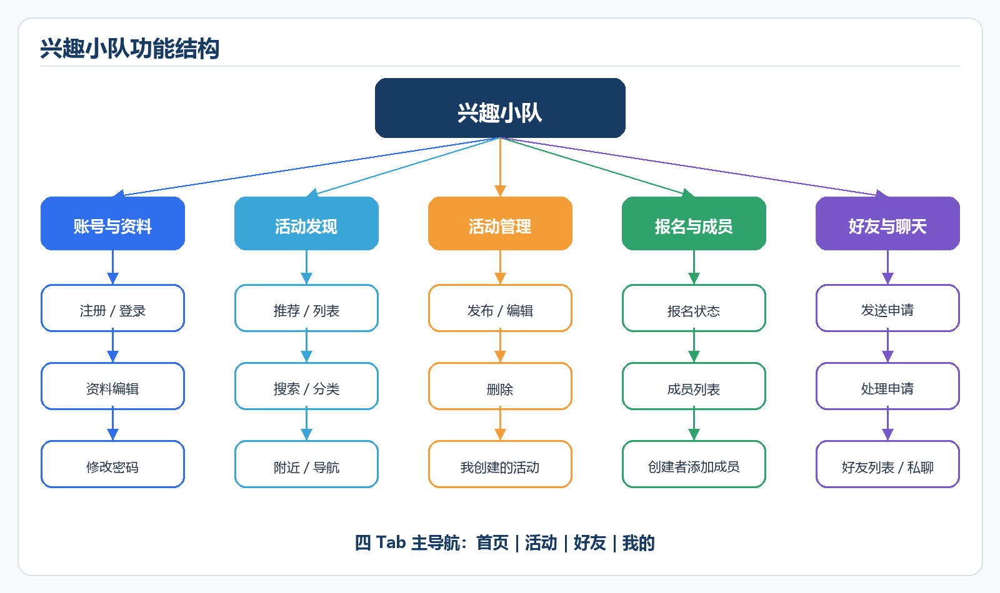 兴趣小队功能结构
兴趣小队
账号与资料
活动发现
活动管理
报名与成员
好友与聊天
注册 / 登录
推荐 / 列表
发布 / 编辑
报名状态
发送申请
资料编辑
搜索 / 分类
删除
成员列表
处理申请
修改密码
附近 / 导航
我创建的活动
创建者添加成员
好友列表 / 私聊
四 Tab 主导航：首页 | 活动 | 好友 | 我的